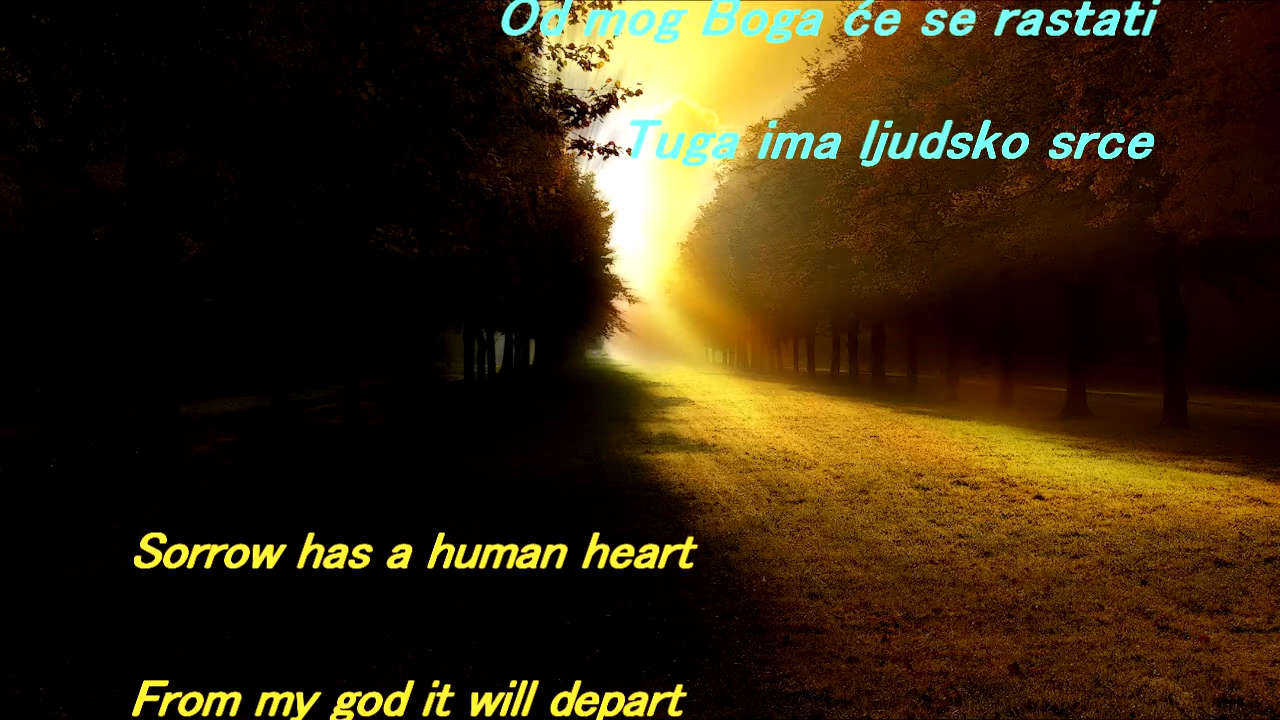 Od mog Boga će se rastati
Tuga ima ljudsko srce
Sorrow has a human heart
From my god it will depart